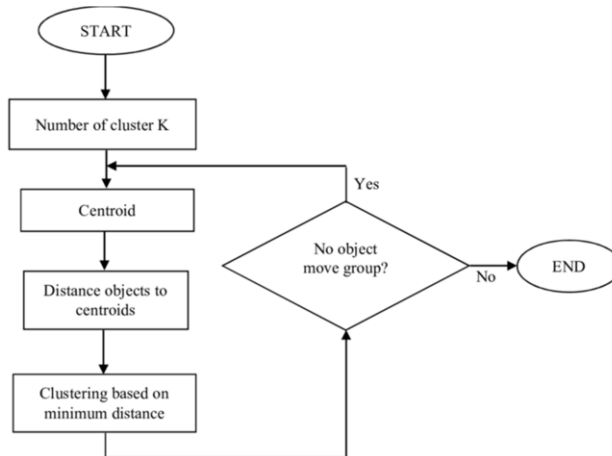 START
Number of cluster K
Centroid
Distance objects to
centroids
Clustering based on
minimum distance
Yes
No object
move group?
No
END